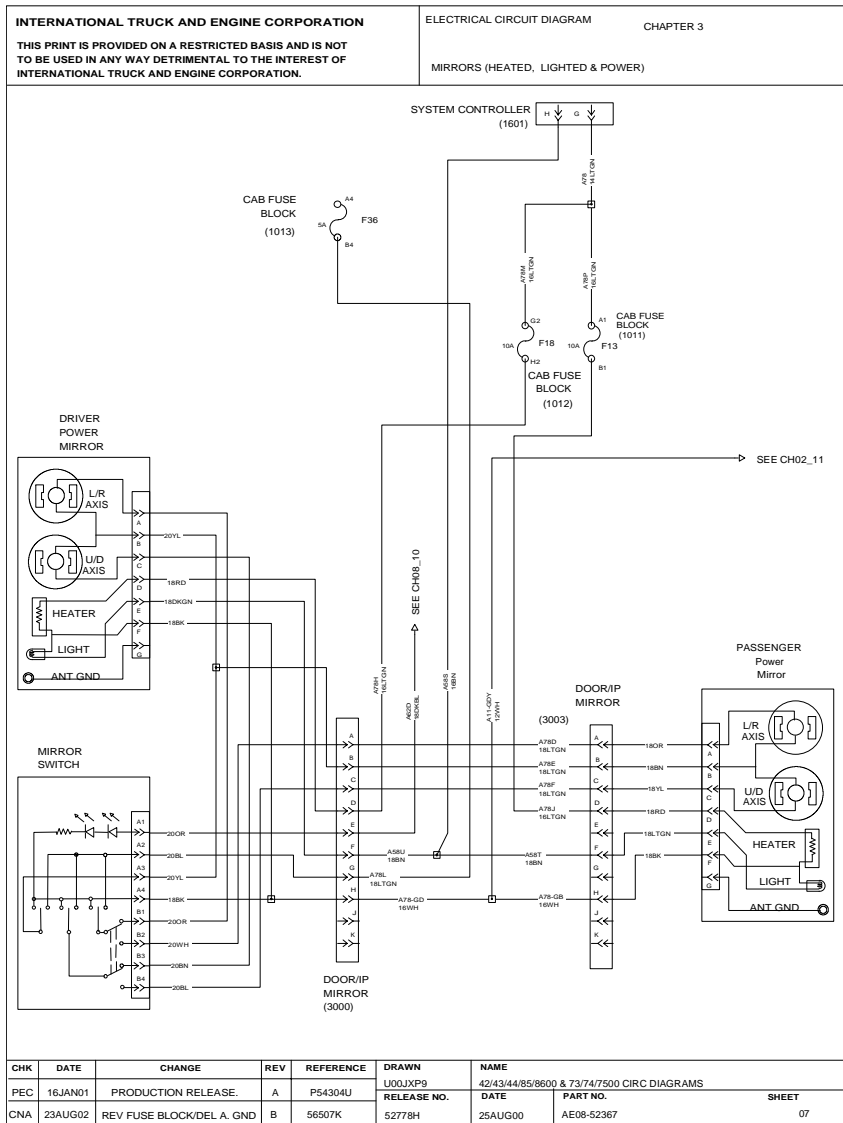 INTERNATIONAL TRUCK AND ENGINE CORPORATION
THIS PRINT IS PROVIDED ON A RESTRICTED BASIS AND IS NOT
TO BE USED IN ANY WAY DETRIMENTAL TO THE INTEREST OF
INTERNATIONAL TRUCK AND ENGINE CORPORATION.
ELECTRICAL CIRCUIT DIAGRAM
CHAPTER 3
MIRRORS (HEATED, LIGHTED & POWER)
SYSTEM CONTROLLER
(1601)
H G
A78
14LTGN
CAB FUSE
BLOCK
(1013)
A4
5A
F36
B4
A78M
16LTGN
A78P
16LTGN
G2
10A
F18
H2
CAB FUSE
BLOCK
(1012)
A1
10A
F13
B1
CAB FUSE
BLOCK
(1011)
SEE CH02_11
DRIVER
POWER
MIRROR
L/R
AXIS
U/D
AXIS
HEATER
LIGHT
ANT GND
A
B
C
D
E
F
G
20YL
18RD
18DKGN
18BK
SEE CH08_10
A78H
16LTGN
A62D
18DKBL
A58S
16BN
A11-GDY
12WH
MIRROR
SWITCH
A1
A2
A3
A4
B1
B2
B3
B4
20OR
20BL
20YL
18BK
20OR
20WH
20BN
20BL
A
B
C
D
E
F
G
H
J
K
DOOR/IP
MIRROR
(3000)
A78D
18LTGN
A78E
18LTGN
A78F
18LTGN
A78J
16LTGN
A58U
18BN
A58T
18BN
A78L
18LTGN
A78-GD
16WH
A78-GB
16WH
DOOR/IP
MIRROR
(3003)
A
B
C
D
E
F
G
H
J
K
18OR
18BN
18YL
18RD
18LTGN
18BK
PASSENGER
Power
Mirror
L/R
AXIS
U/D
AXIS
HEATER
LIGHT
ANT GND
A
B
C
D
E
F
G
CHK DATE CHANGE REV REFERENCE
PEC 16JAN01 PRODUCTION RELEASE. A P54304U
CNA 23AUG02 REV FUSE BLOCK/DEL A. GND B 56507K
DRAWN
U00JXP9
NAME
42/43/44/85/8600 & 73/74/7500 CIRC DIAGRAMS
RELEASE NO. DATE PART NO. SHEET
52778H 25AUG00 AE08-52367 07